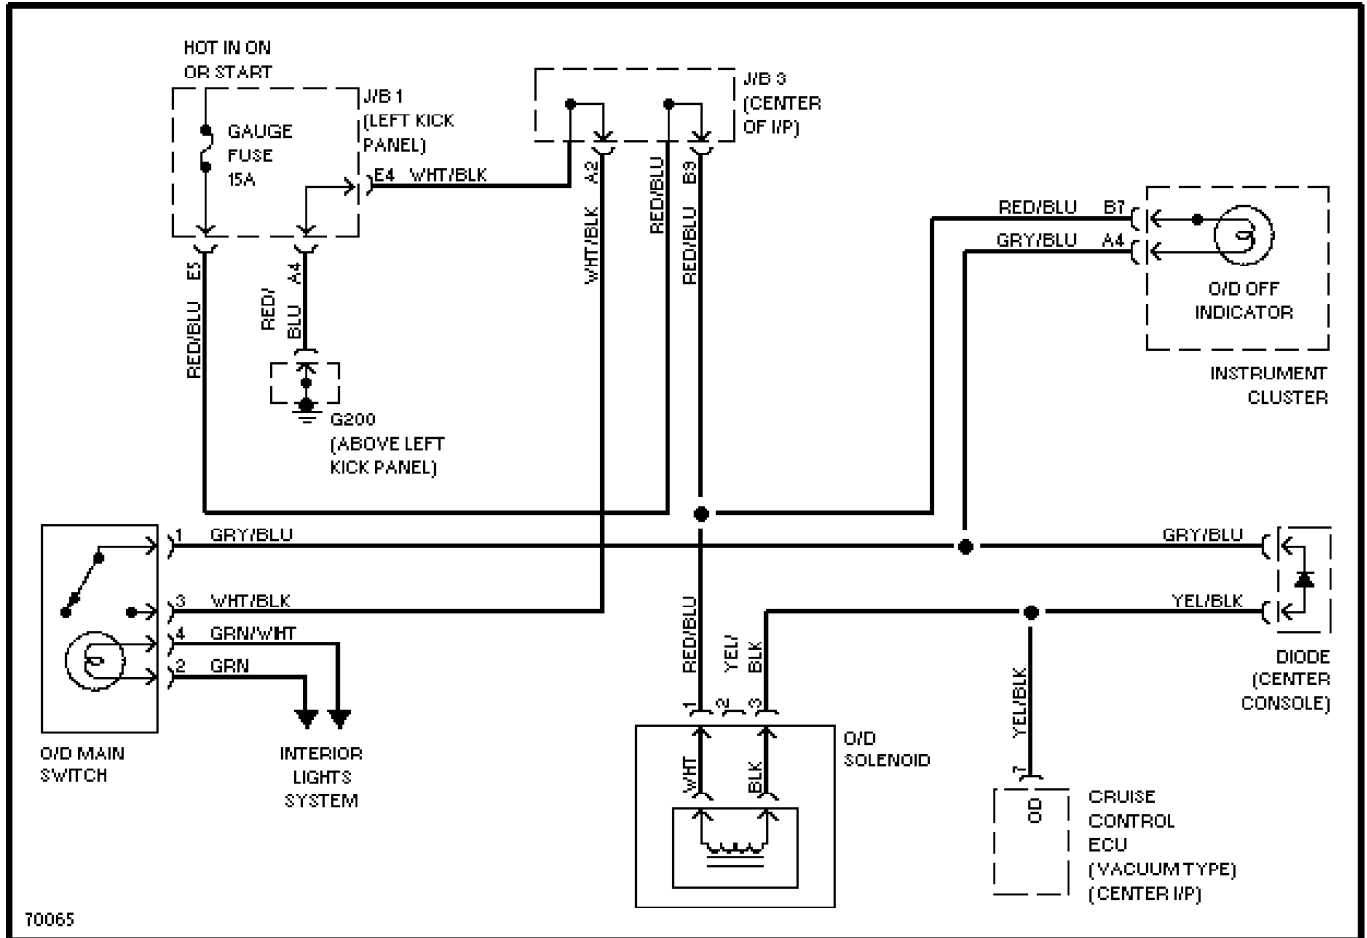 HOT IN ON
OR START
J/B 1
(LEFT KICK
PANEL)
GAUGE
FUSE
15A
E4 WHT/BLK
J/B 3
(CENTER
OF I/P)
E5
A4
RED/BLU
RED/
BLU
A2
WHT/BLK
RED/BLU
B9
RED/BLU
G200
(ABOVE LEFT
KICK PANEL)
RED/BLU B7
GRY/BLU A4
O/D OFF
INDICATOR
INSTRUMENT
CLUSTER
1 GRY/BLU
3 WHT/BLK
4 GRN/WHT
2 GRN
O/D MAIN
SWITCH
INTERIOR
LIGHTS
SYSTEM
RED/BLU
YEL/
BLK
1
2
3
WHT
BLK
O/D
SOLENOID
GRY/BLU
YEL/BLK
DIODE
(CENTER
CONSOLE)
YEL/BLK
7
OD
CRUISE
CONTROL
ECU
(VACUUM TYPE)
(CENTER I/P)
70065